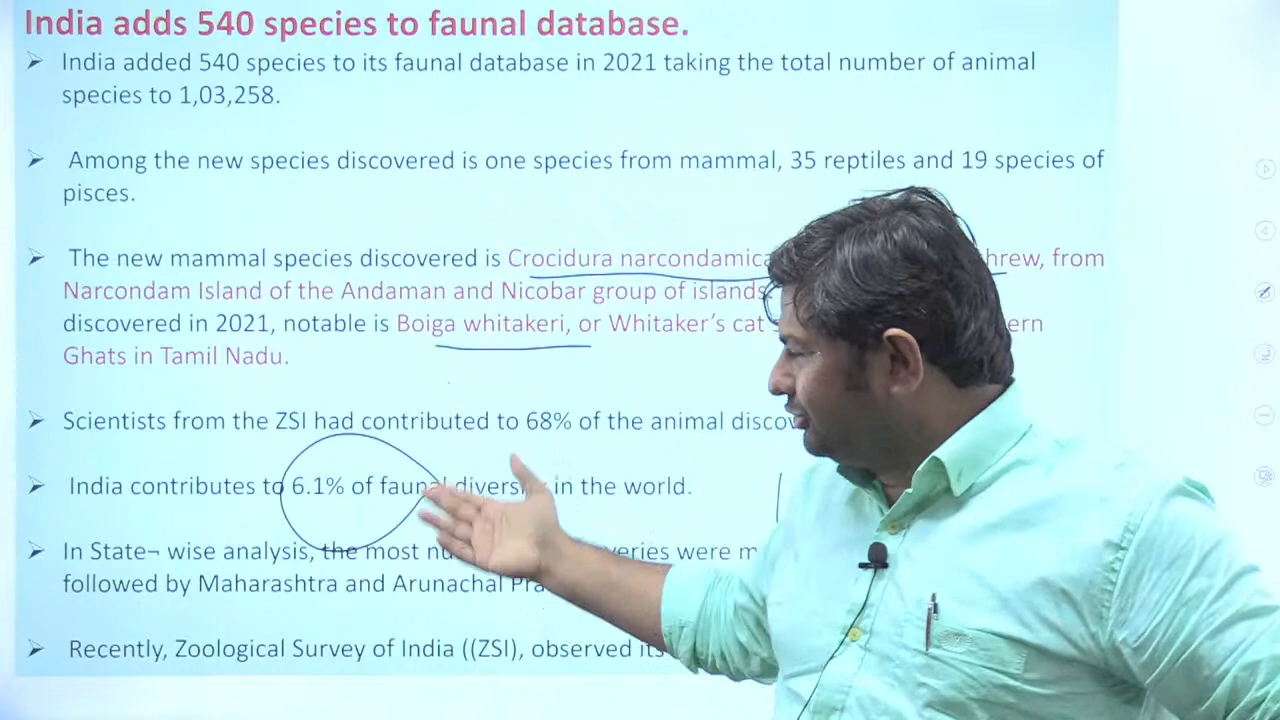 India adds 540 species to faunal database.
➢ India added 540 species to its faunal database in 2021 taking the total number of animal
species to 1,03,258.
➢ Among the new species discovered is one species from mammal, 35 reptiles and 19 species of
pisces.
➢ The new mammal species discovered is Crocidura narcondamica shrew, from
Narcondam Island of the Andaman and Nicobar group of islands
discovered in 2021, notable is Boiga whitakeri, or Whitaker's cat
Ghats in Tamil Nadu.
➢ Scientists from the ZSI had contributed to 68% of the animal
➢ India contributes to 6.1% of faunal diversity in the world.
➢ In State¬ wise analysis, the most were
followed by Maharashtra and Arunachal
➢ Recently, Zoological Survey of India ((ZSI), observed its